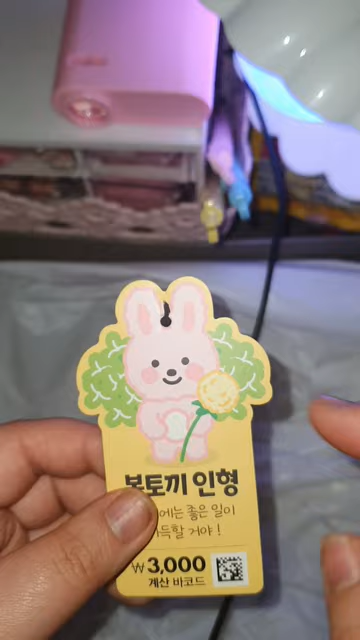 봄토끼 인형
에는 좋은 일이
득할 거야 !
₩ 3,000
계산 바코드